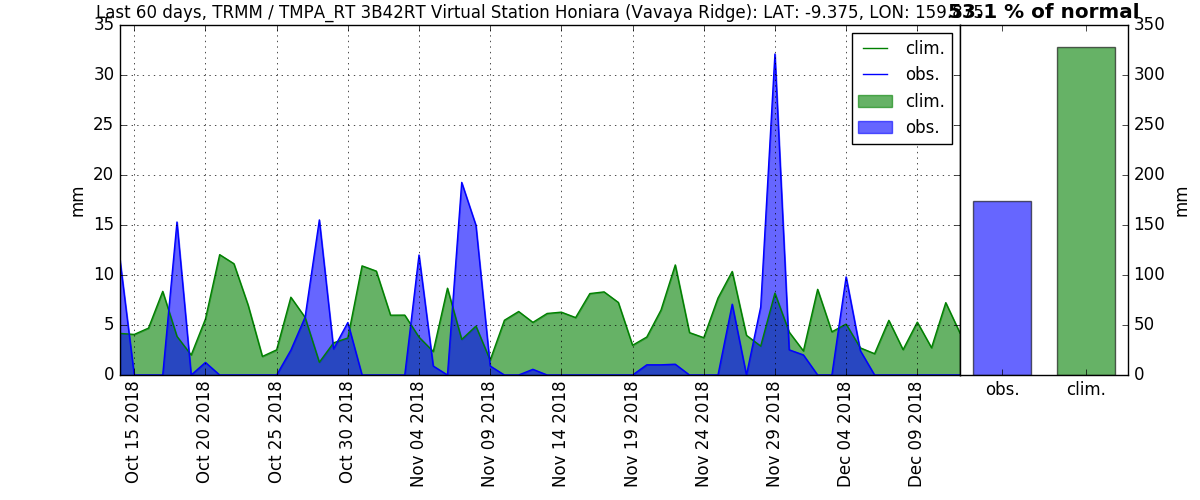 Last 60 days, TRMM / TMPA_RT 3B42RT Virtual Station Honiara (Vavaya Ridge): LAT: -9.375, LON:
53.1 % of normal
35
30
25
20
15
10
5
0
mm
clim.
obs.
clim.
obs.
Oct 15 2018
Oct 20 2018
Oct 25 2018
Oct 30 2018
Nov 04 2018
Nov 09 2018
Nov 14 2018
Nov 19 2018
Nov 24 2018
Nov 29 2018
Dec 04 2018
Dec 09 2018
350
300
250
200
150
100
50
0
mm
obs.
clim.